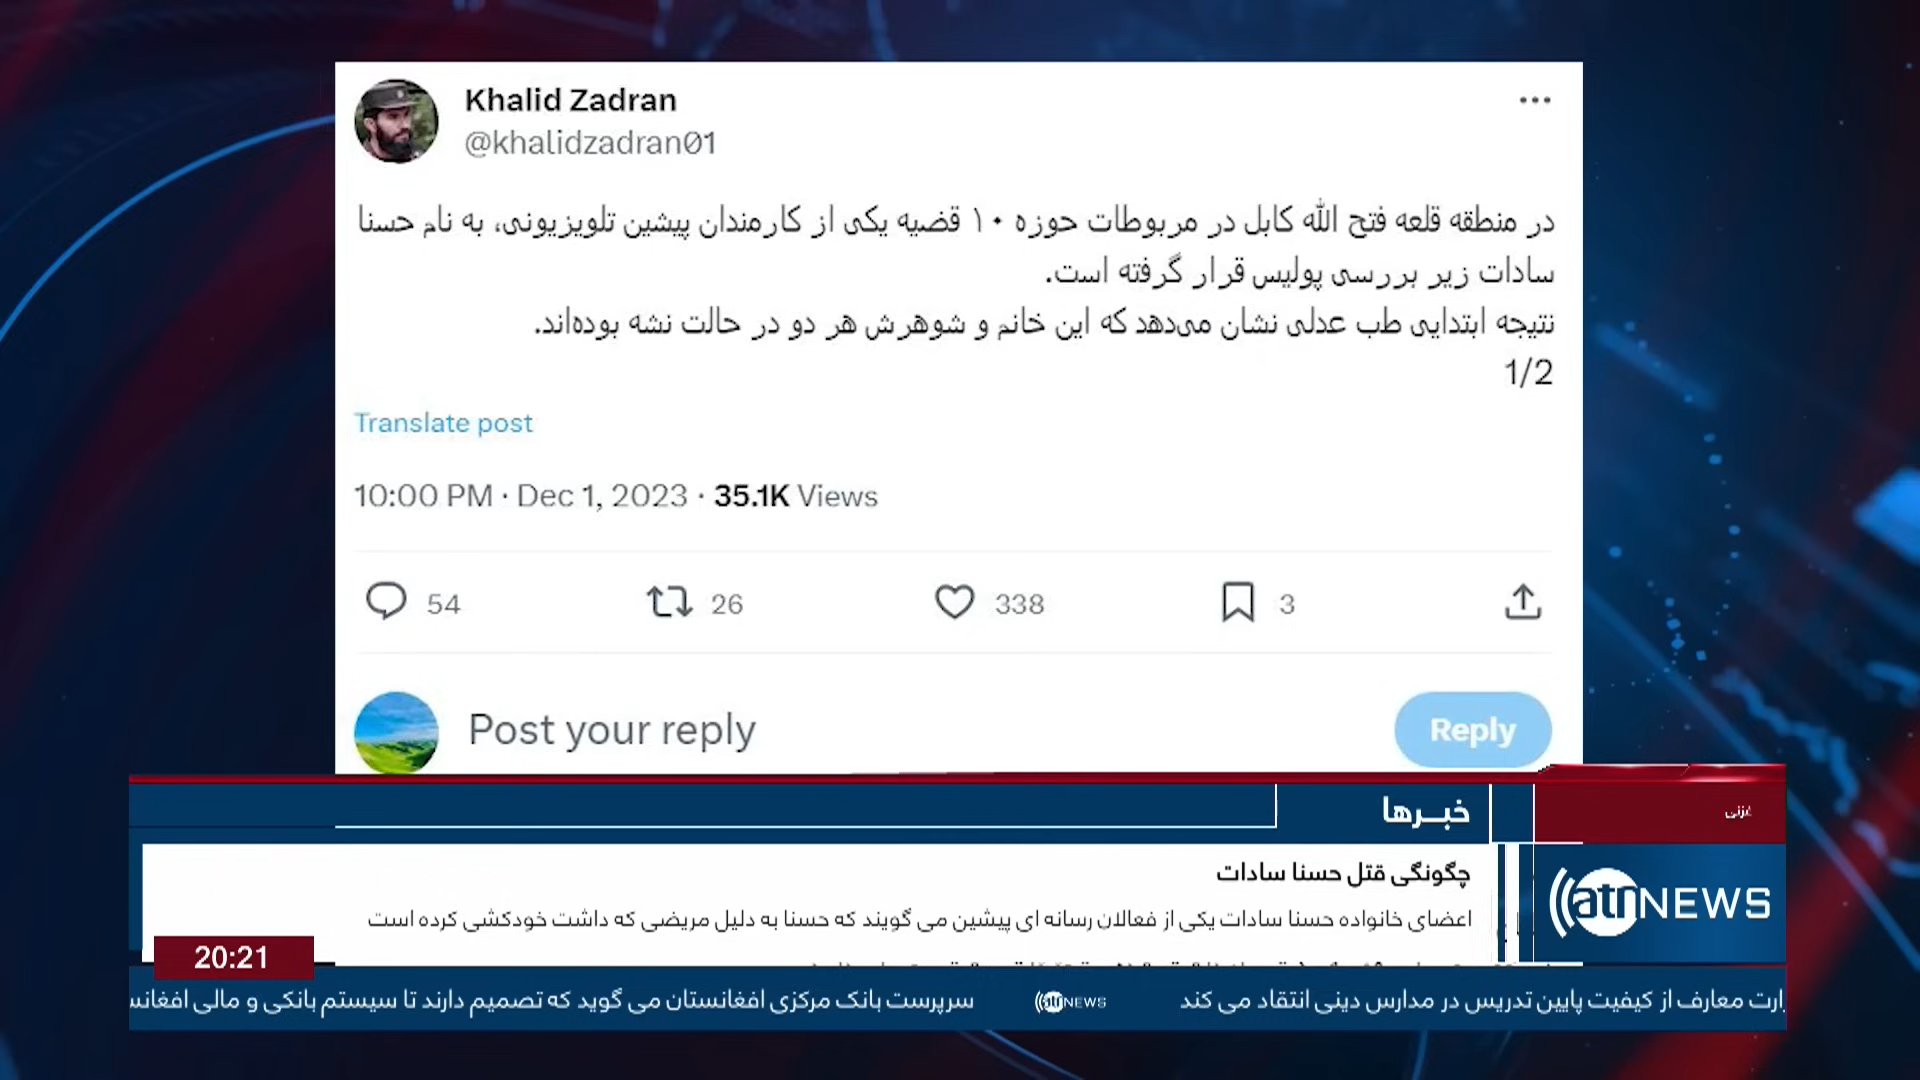 Khalid Zadran
@khalidzadran01
در منطقه قلعه فتح الله کابل در مربوطات حوزه ۱۰ قضیه یکی از کارمندان پیشین تلویزیونی، به نام حسنا
سادات زیر بررسی پولیس قرار گرفته است.
نتیجه ابتدایی طب عدلی نشان می‌دهد که این خانم و شوهرش هر دو در حالت نشه بوده‌اند.
1/2
Translate post
10:00 PM · Dec 1, 2023 · 35.1K Views
54 26 338 3
Post your reply
Reply
خبرها
غزنی
چگونگی قتل حسنا سادات
اعضای خانواده حسنا سادات یکی از فعالان رسانه ای پیشین می گویند که حسنا به دلیل مریضی که داشت خودکشی کرده است
atn NEWS
20:21
معارف از کیفیت پایین تدریس در مدارس دینی انتقاد می کند
atn NEWS
سرپرست بانک مرکزی افغانستان می گوید که تصمیم دارند تا سیستم بانکی و مالی